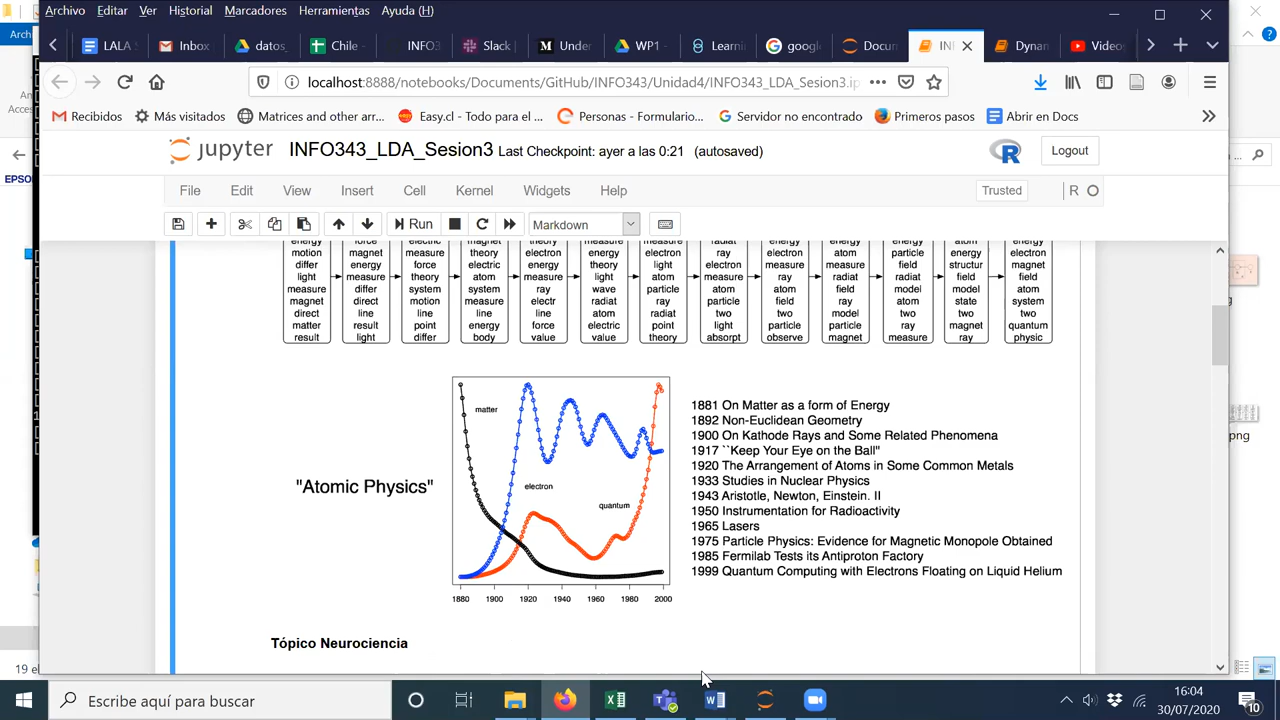 Archivo Editar Ver Historial Marcadores Herramientas Ayuda (H)
Archi
LALA Inbox Chile - INFO3 Slack Under WP1 - Learni goog Docum INI Dynan Video
localhost:8888/notebooks/Documents/GitHub/INFO343/Unidad4/INFO343_LDA_Sesion3.ip
Recibidos Más visitados Matrices and other arr... Easy.cl - Todo para el t... Personas - Formulario... Servidor no encontrado Primeros pasos Abrir en Docs
jupyter INFO343_LDA_Sesion3 Last Checkpoint: ayer a las 0:21 (autosaved) R Logout
EPSO
File Edit View Insert Cell Kernel Widgets Help Trusted R
Run Markdown
energy force electric magnet theory measure measure radiat energy energy particle atom energy
motion magnet measure theory electron energy electron ray electron atom field energy electron
differ energy force electric energy theory light electron measure measure radiat structur magnet
light measure theory atom measure light atom measure ray radiat model field field
measure differ system system ray wave particle atom atom field atom model atom
magnet direct motion measure electr radiat ray particle field ray two state system
direct line line line line atom radiat two two model ray two two
matter result point energy force electric point light particle particle measure magnet quantum
result light differ body value value theory absorpt observe magnet ray physic
matter
electron
quantum
"Atomic Physics"
1880 1900 1920 1940 1960 1980 2000
1881 On Matter as a form of Energy
1892 Non-Euclidean Geometry
1900 On Kathode Rays and Some Related Phenomena
1917 ``Keep Your Eye on the Ball"
1920 The Arrangement of Atoms in Some Common Metals
1933 Studies in Nuclear Physics
1943 Aristotle, Newton, Einstein. II
1950 Instrumentation for Radioactivity
1965 Lasers
1975 Particle Physics: Evidence for Magnetic Monopole Obtained
1985 Fermilab Tests its Antiproton Factory
1999 Quantum Computing with Electrons Floating on Liquid Helium
Tópico Neurociencia
.png
19 el
Escribe aquí para buscar
16:04
30/07/2020
10